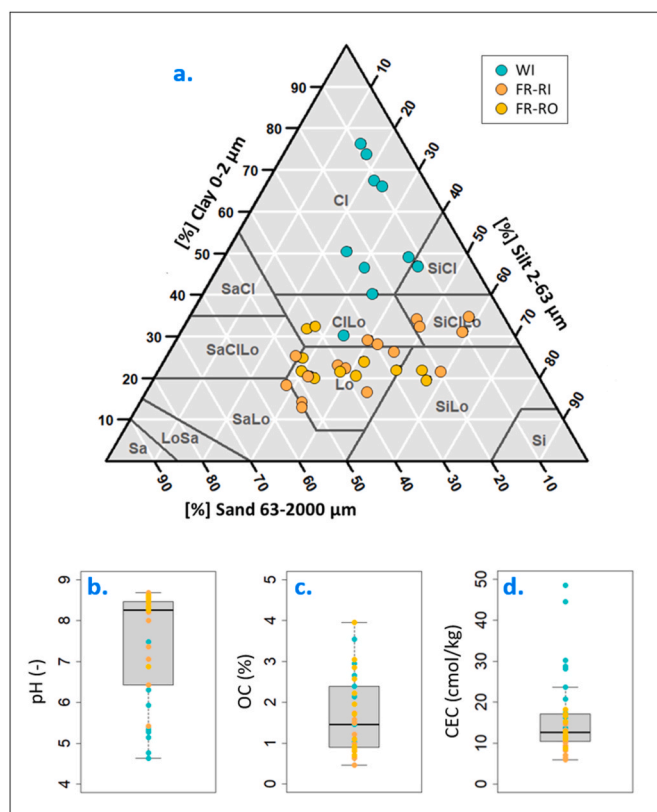 a.
WI
FR-RI
FR-RO
10
20
30
40
50
60
70
80
90
[%] Silt 2-63 µm
90
80
70
60
50
40
30
20
10
[%] Clay 0-2 µm
Cl
SiCl
SaCl
ClLo
SiClLo
SaClLo
Lo
SaLo
SiLo
LoSa
Sa
Si
90
80
70
60
50
40
30
20
10
[%] Sand 63-2000 µm
b.
pH (-)
9
8
7
6
5
4
c.
OC (%)
5
4
3
2
1
0
d.
CEC (cmol/kg)
50
40
30
20
10
0